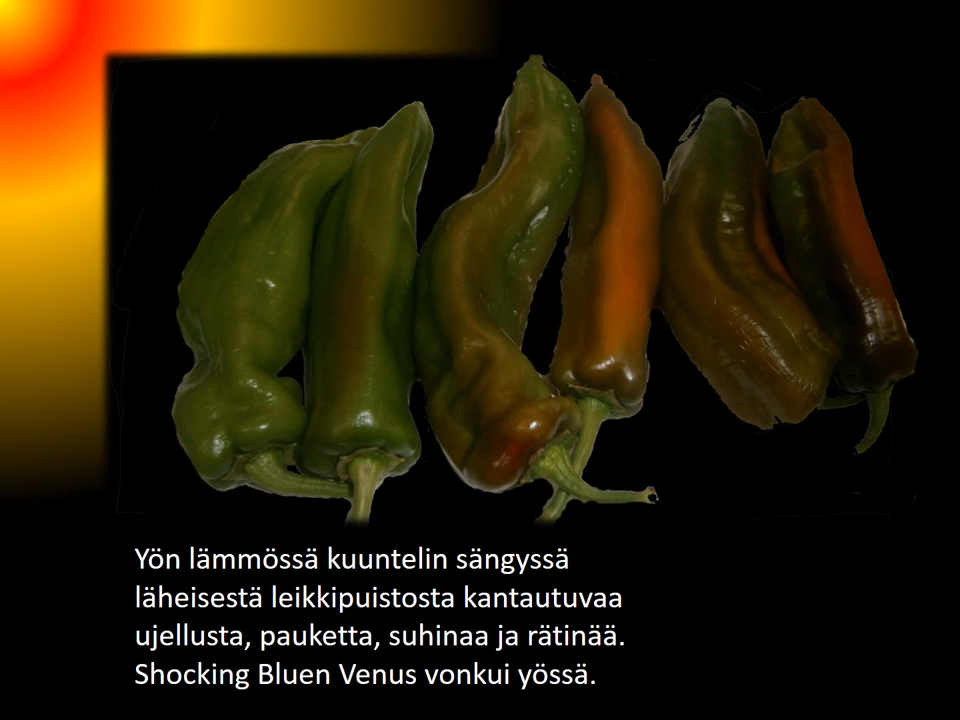 Yön lämmössä kuuntelin sängyssä
läheisestä leikkipuistosta kantautuvaa
ujellusta, pauketta, suhinaa ja rätinää.
Shocking Bluen Venus vonkui yössä.